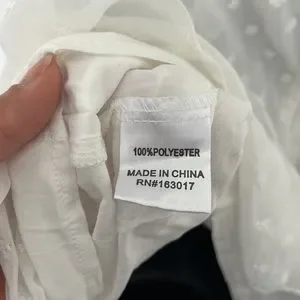 100%POLYESTER
MADE IN CHINA
RN#163017